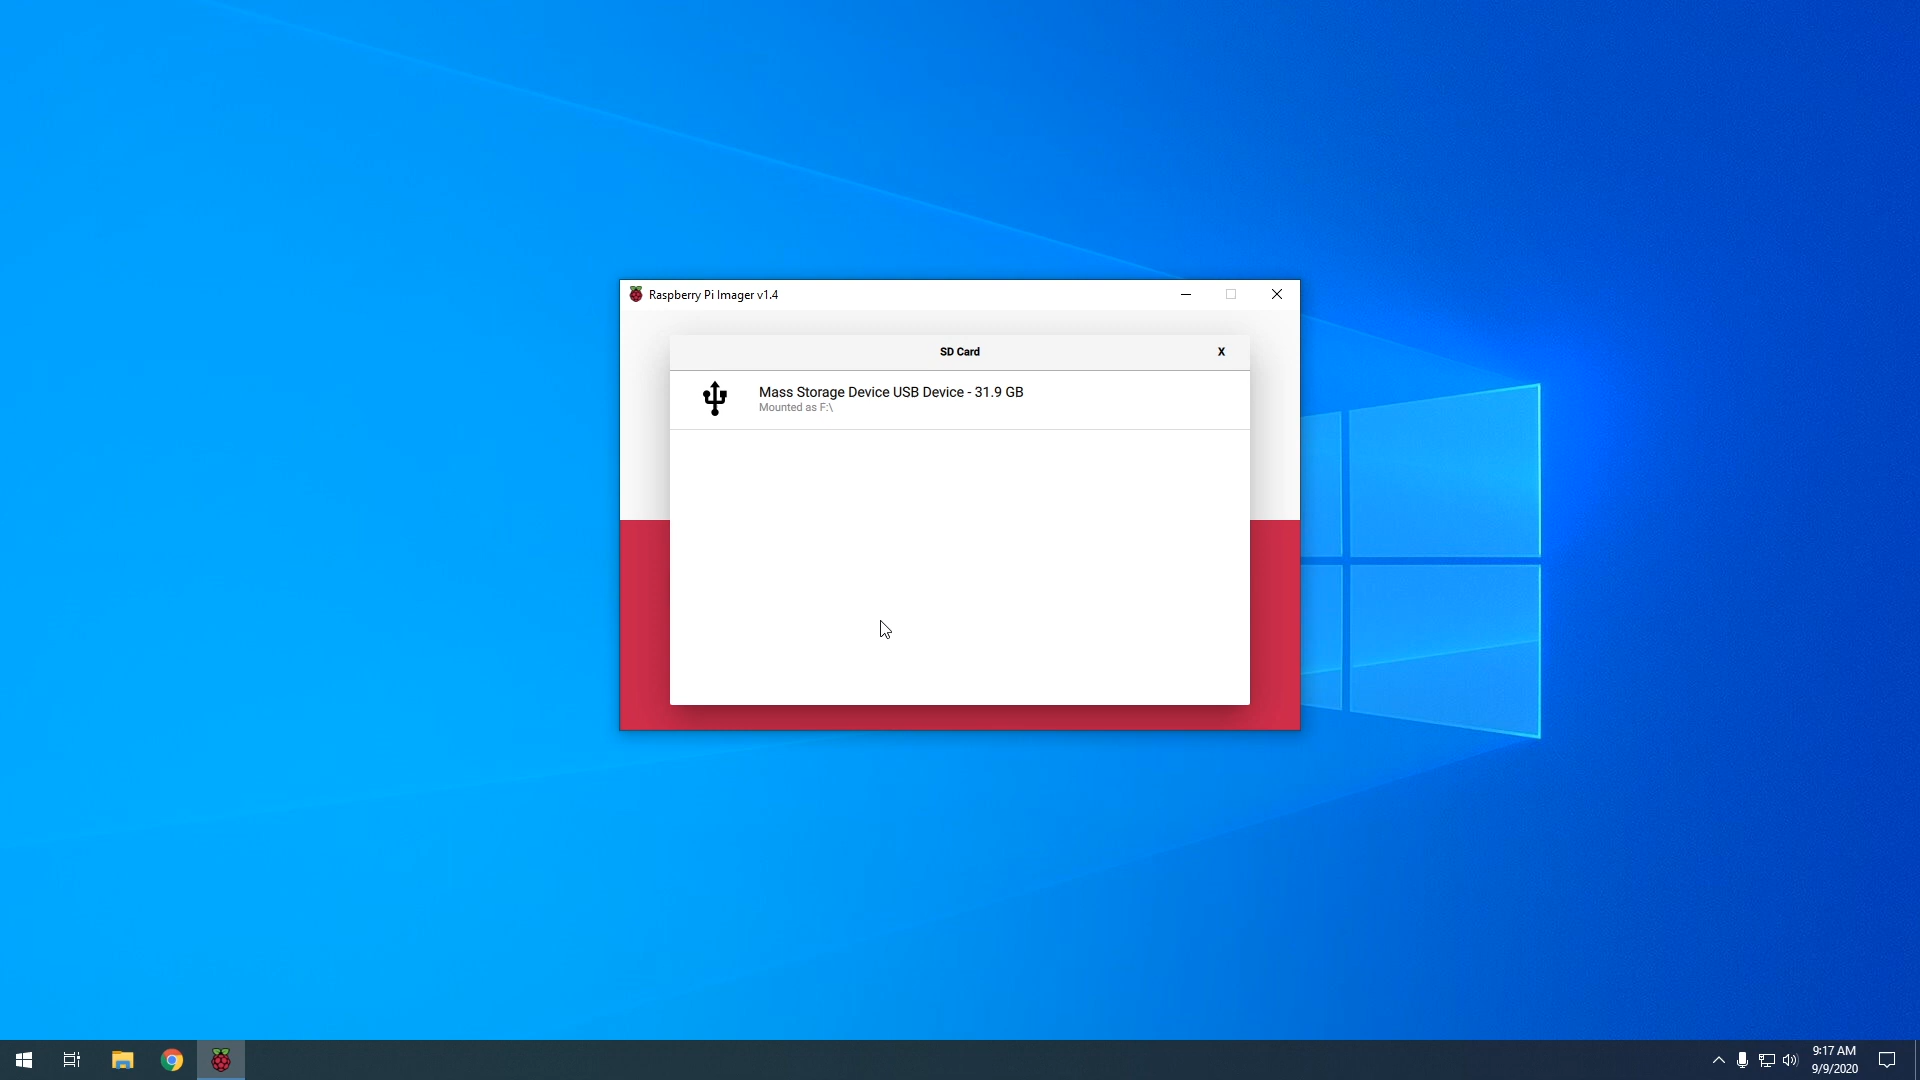 Raspberry Pi Imager v1.4
SD Card
X
Mass Storage Device USB Device - 31.9 GB
Mounted as F:\
9:17 AM
9/9/2020